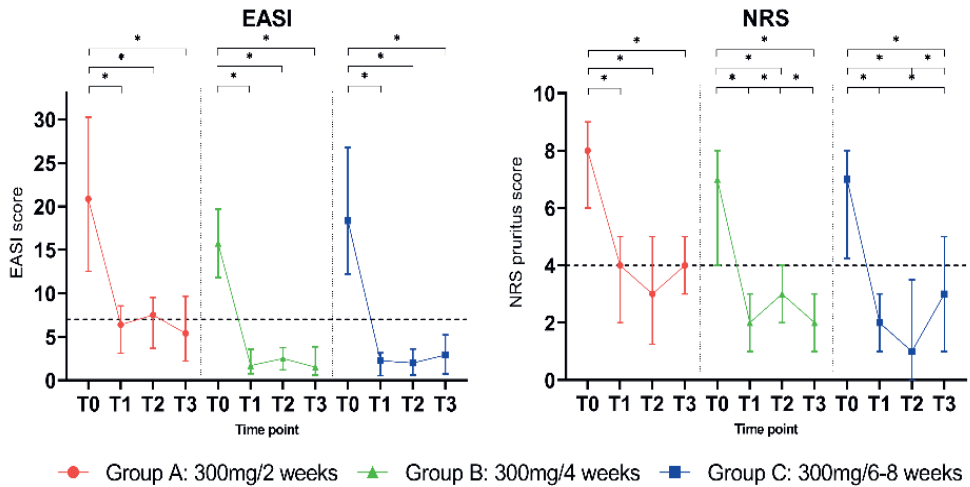 EASI
* * *
* * *
* * *
EASI score
30
25
20
15
10
5
0
T0 T1 T2 T3 T0 T1 T2 T3 T0 T1 T2 T3
Time point
NRS
* * *
* * *
* * * * * *
NRS pruritus score
10
8
6
4
2
0
T0 T1 T2 T3 T0 T1 T2 T3 T0 T1 T2 T3
Time point
Group A: 300mg/2 weeks Group B: 300mg/4 weeks Group C: 300mg/6-8 weeks